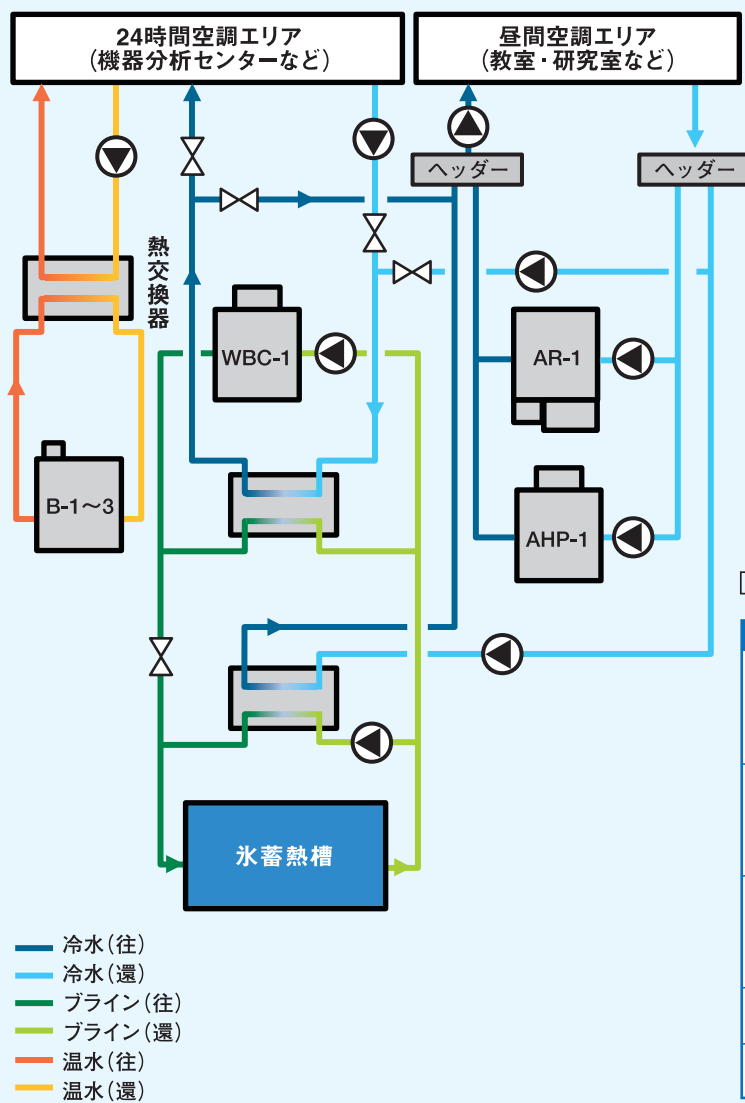 24時間空調エリア
(機器分析センターなど)
昼間空調エリア
(教室・研究室など)
ヘッダー
ヘッダー
熱交換器
WBC-1
AR-1
B-1〜3
AHP-1
氷蓄熱槽
冷水(往)
冷水(還)
ブライン(往)
ブライン(還)
温水(往)
温水(還)